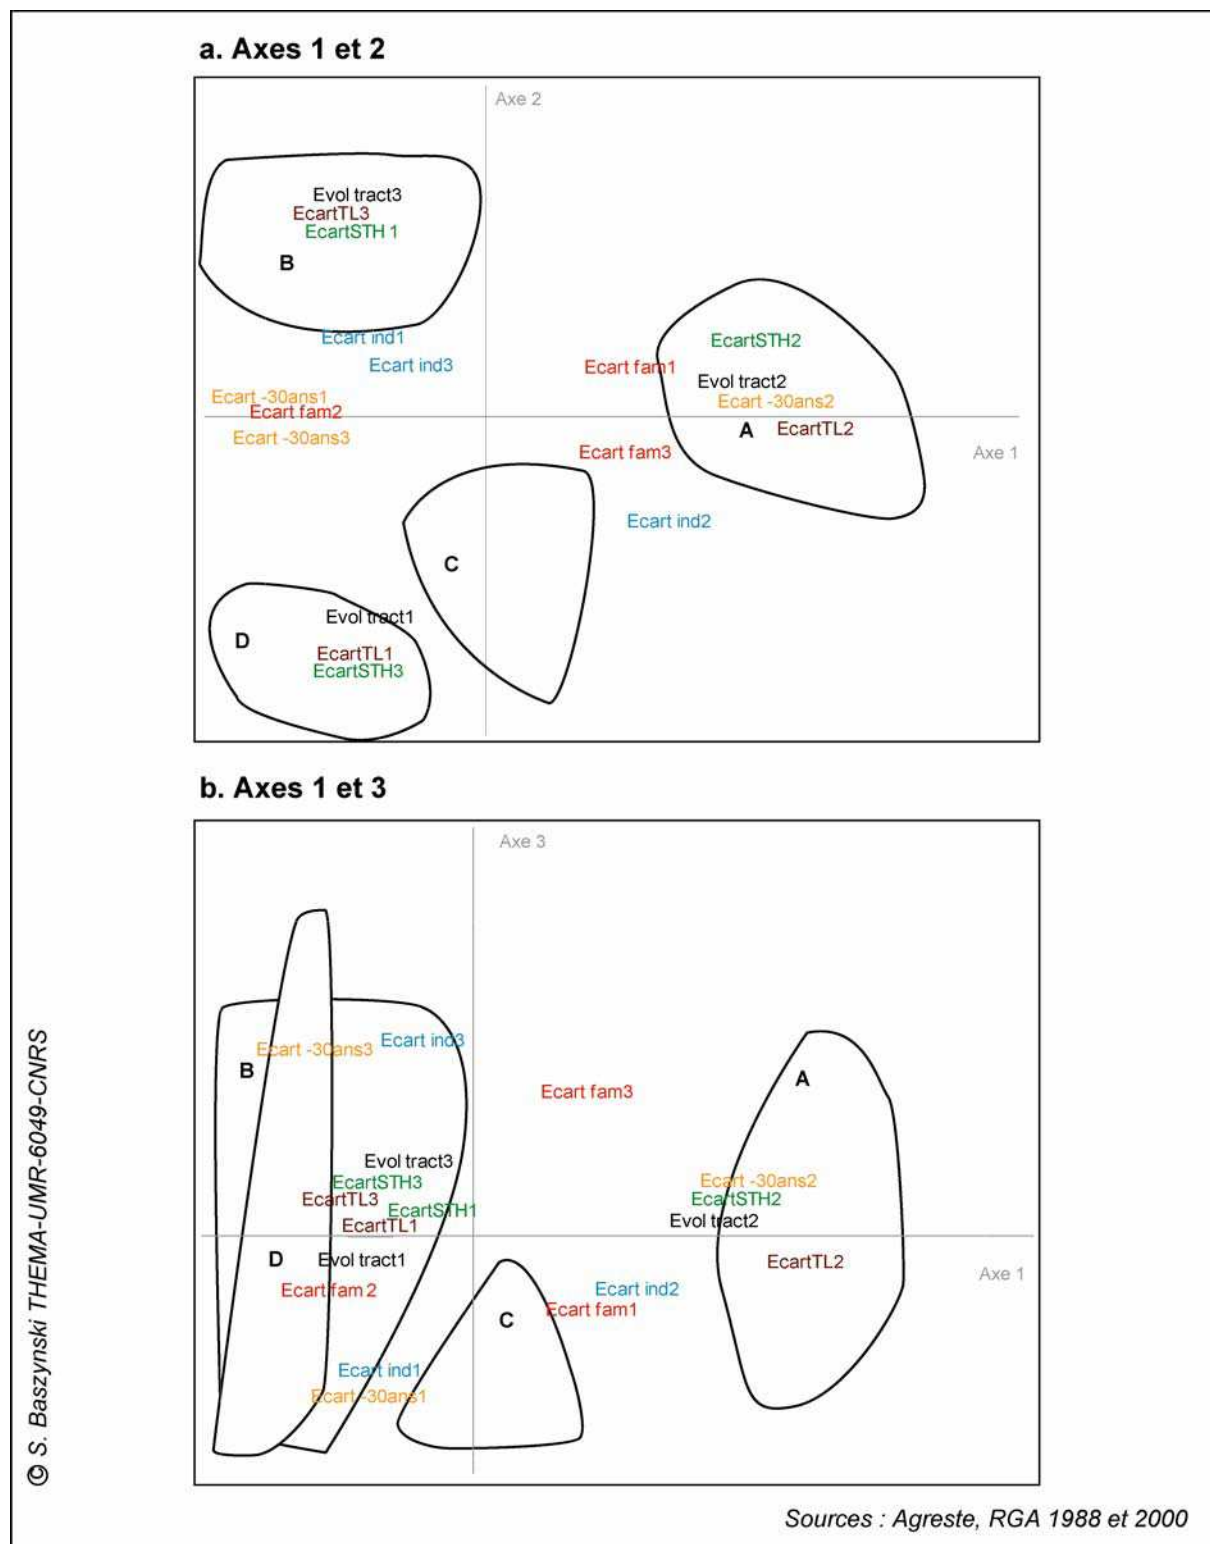 a. Axes 1 et 2
Axe 2
Evol tract3
EcartTL3
EcartSTH 1
B
Ecart ind1
Ecart ind3
EcartSTH2
Ecart fam1
Evol tract2
Ecart -30ans1
Ecart -30ans2
Ecart fam2
A
EcartTL2
Ecart -30ans3
Ecart fam3
Axe 1
Ecart ind2
C
Evol tract1
D
EcartTL1
EcartSTH3
b. Axes 1 et 3
Axe 3
Ecart ind3
Ecart -30ans3
B
A
Ecart fam3
Evol tract3
EcartSTH3
Ecart -30ans2
EcartTL3
EcartSTH2
EcartSTH1
EcartTL1
Evol tract2
D
Evol tract1
EcartTL2
Axe 1
Ecart fam 2
Ecart ind2
Ecart fam1
C
Ecart ind1
Ecart -30ans1
© S. Baszynski THEMA-UMR-6049-CNRS
Sources : Agreste, RGA 1988 et 2000